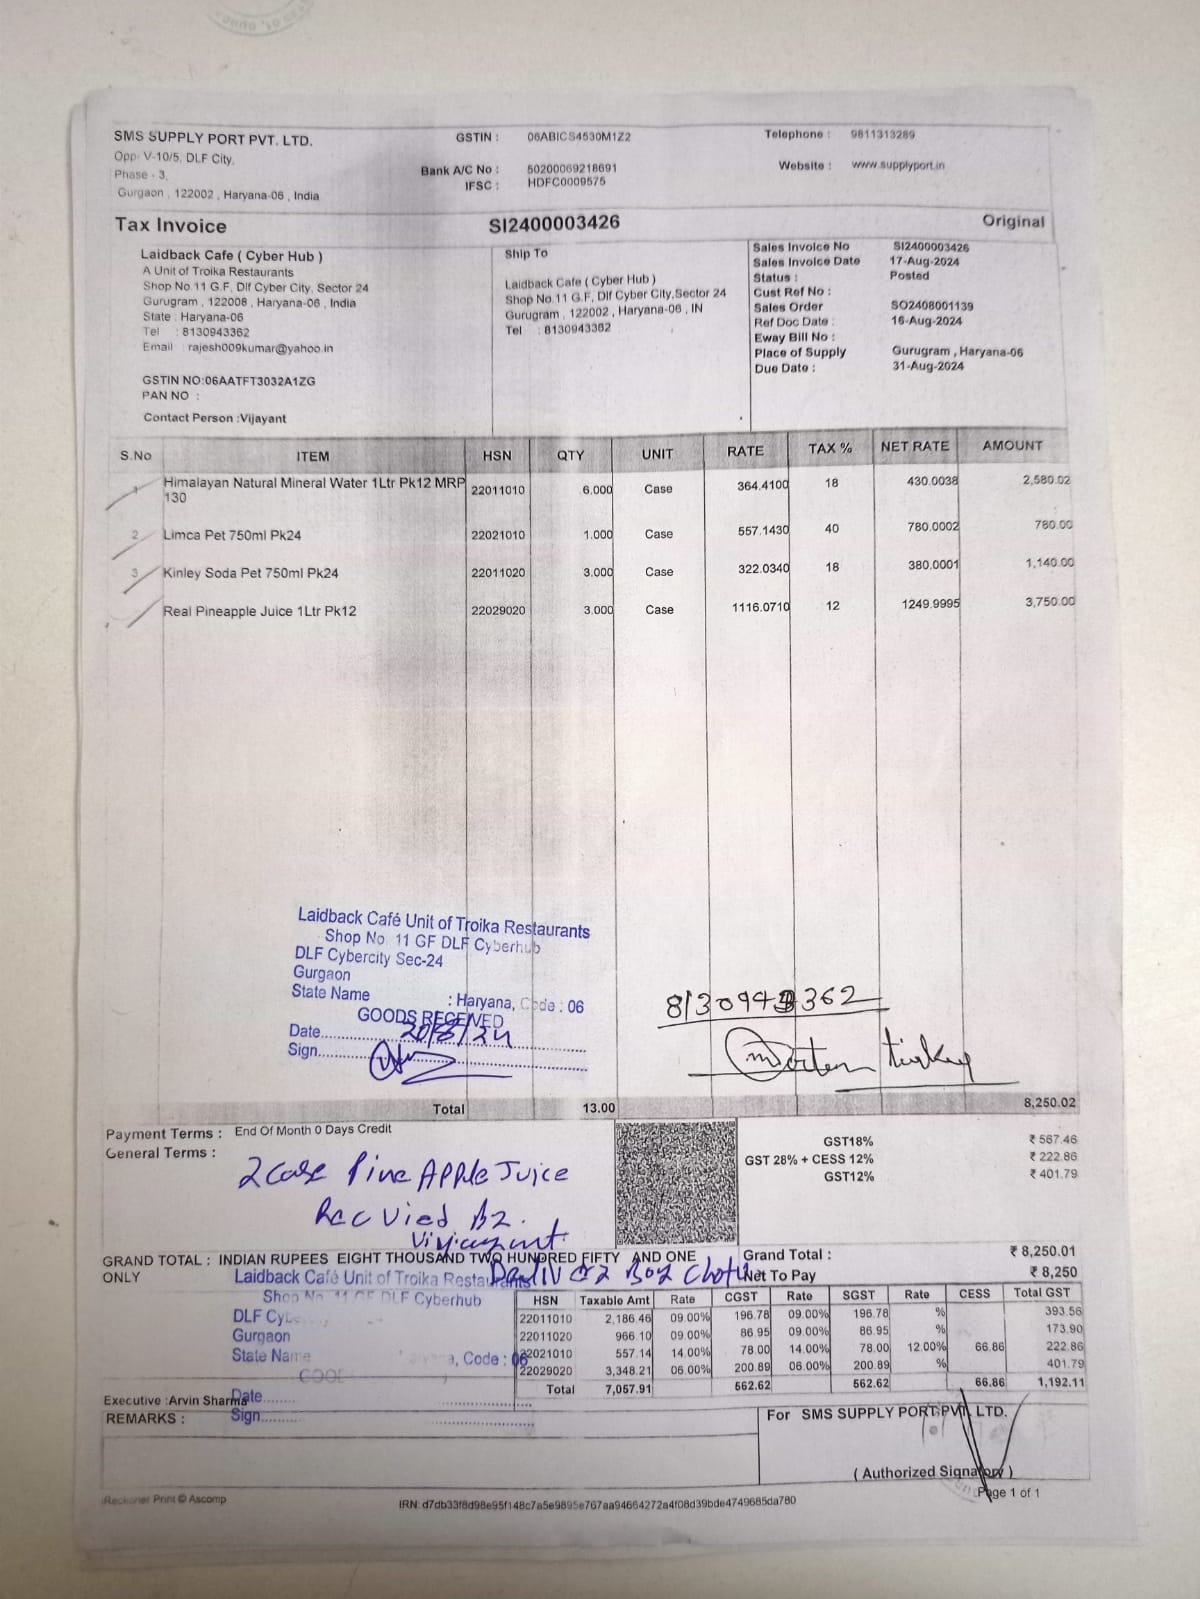 SMS SUPPLY PORT PVT. LTD.
Opp- V-10/5, DLF City,
Phase - 3,
Gurgaon , 122002 , Haryana-06 , India
GSTIN : 06ABICS4530M1Z2
Bank A/C No : 50200069218691
IFSC : HDFC0009575
Telephone : 9811313289
Website : www.supplyport.in
Tax Invoice SI2400003426 Original
Laidback Cafe ( Cyber Hub )
A Unit of Troika Restaurants
Shop No 11 G.F, Dlf Cyber City, Sector 24
Gurugram , 122008 , Haryana-06 , India
State : Haryana-06
Tel : 8130943362
Email : rajesh009kumar@yahoo.in
GSTIN NO:06AATFT3032A1ZG
PAN NO :
Contact Person :Vijayant
Ship To
Laidback Cafe ( Cyber Hub )
Shop No 11 G.F, Dlf Cyber City,Sector 24
Gurugram , 122002 , Haryana-06 , IN
Tel : 8130943362
Sales Invoice No SI2400003426
Sales Invoice Date 17-Aug-2024
Status : Posted
Cust Ref No :
Sales Order SO2408001139
Ref Doc Date : 16-Aug-2024
Eway Bill No :
Place of Supply Gurugram , Haryana-06
Due Date : 31-Aug-2024
S.No ITEM HSN QTY UNIT RATE TAX % NET RATE AMOUNT
Himalayan Natural Mineral Water 1Ltr Pk12 MRP 22011010 6.000 Case 364.4100 18 430.0038 2,580.02
130
2 Limca Pet 750ml Pk24 22021010 1.000 Case 557.1430 40 780.0002 780.00
3 Kinley Soda Pet 750ml Pk24 22011020 3.000 Case 322.0340 18 380.0001 1,140.00
Real Pineapple Juice 1Ltr Pk12 22029020 3.000 Case 1116.0710 12 1249.9995 3,750.00
Laidback Café Unit of Troika Restaurants
Shop No. 11 GF DLF Cyberhub
DLF Cybercity Sec-24
Gurgaon
State Name : Haryana, Code : 06
GOODS RECEIVED
Date 20/8/24
Sign
8130943362
Total 13.00 8,250.02
Payment Terms : End Of Month 0 Days Credit
General Terms :
2 case Pine APPle Juice
Rec vied By.
Vijayant
GST18% ₹ 567.46
GST 28% + CESS 12% ₹ 222.86
GST12% ₹ 401.79
GRAND TOTAL : INDIAN RUPEES EIGHT THOUSAND TWO HUNDRED FIFTY AND ONE
ONLY
Grand Total : ₹ 8,250.01
Net To Pay ₹ 8,250
Laidback Café Unit of Troika Restaurants
Shop No 11 GF DLF Cyberhub
DLF
Gurgaon
State Name , Code : 06
Date
Sign
HSN Taxable Amt Rate CGST Rate SGST Rate CESS Total GST
22011010 2,186.46 09.00% 196.78 09.00% 196.78 % 393.56
22011020 966.10 09.00% 86.95 09.00% 86.95 % 173.90
22021010 557.14 14.00% 78.00 14.00% 78.00 12.00% 66.86 222.86
22029020 3,348.21 06.00% 200.89 06.00% 200.89 % 401.79
Total 7,057.91 562.62 562.62 66.86 1,192.11
Executive :Arvin Sharma
REMARKS :
For SMS SUPPLY PORT PVT. LTD.
( Authorized Signatory )
iReckoner Print © Ascomp
IRN: d7db33f8d98e95f148c7a5e9895e767aa94664272a4f08d39bde4749685da780
Page 1 of 1